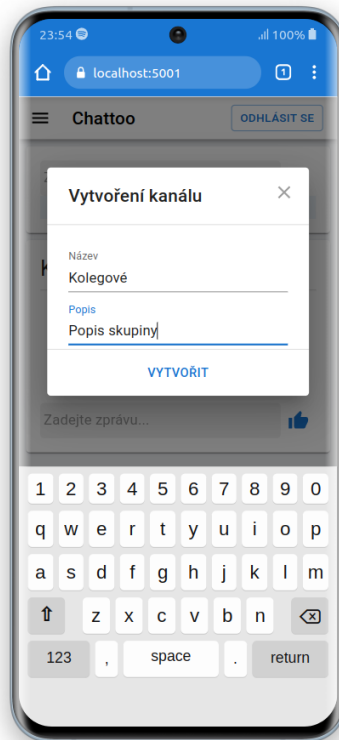 23:54 100%
localhost:5001 1
Chattoo ODHLÁSIT SE
Vytvoření kanálu
Název
Kolegové
Popis
Popis skupiny
VYTVOŘIT
Zadejte zprávu...
1 2 3 4 5 6 7 8 9 0
q w e r t y u i o p
a s d f g h j k l m
z x c v b n
123 , space . return